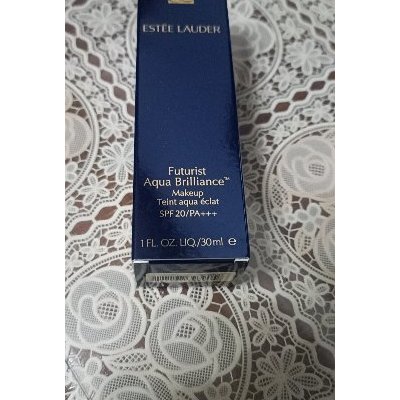 ESTĒE LAUDER
Futurist
Aqua Brilliance™
Makeup
Teint aqua éclat
SPF 20/PA+++
1 FL. OZ. LIQ./30ml e